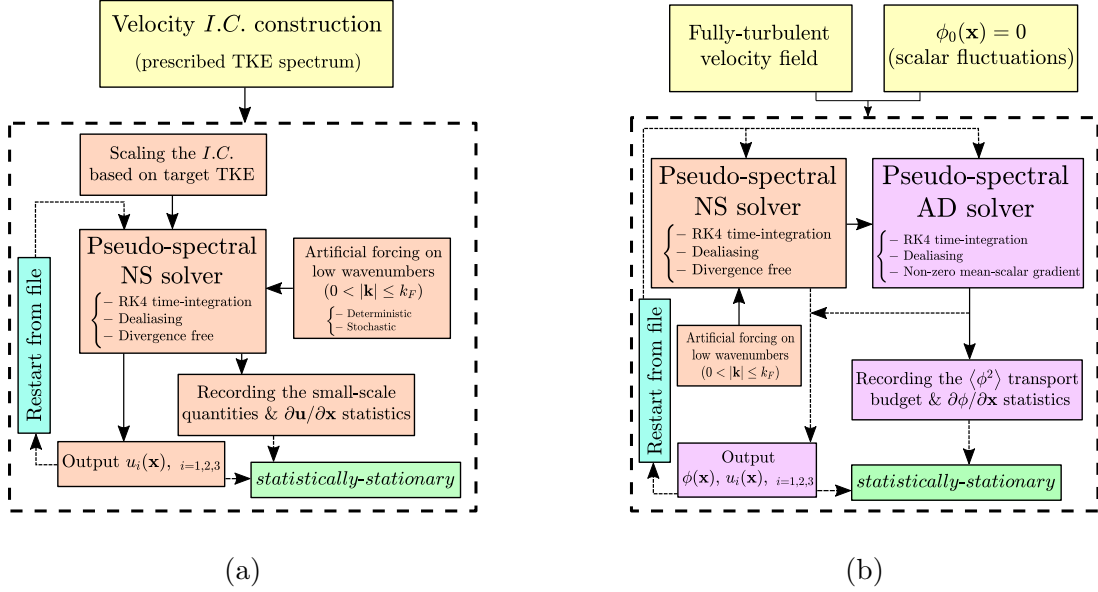 Velocity I.C. construction
(prescribed TKE spectrum)
Scaling the I.C.
based on target TKE
Pseudo-spectral
NS solver
– RK4 time-integration
– Dealiasing
– Divergence free
Artificial forcing on
low wavenumbers
(0 < |k| ≤ k_F)
– Deterministic
– Stochastic
Restart from file
Recording the small-scale
quantities & ∂u/∂x statistics
Output u_i(x), i=1,2,3
statistically-stationary
(a)
Fully-turbulent
velocity field
ϕ_0(x) = 0
(scalar fluctuations)
Pseudo-spectral
NS solver
– RK4 time-integration
– Dealiasing
– Divergence free
Pseudo-spectral
AD solver
– RK4 time-integration
– Dealiasing
– Non-zero mean-scalar gradient
Artificial forcing on
low wavenumbers
(0 < |k| ≤ k_F)
Restart from file
Recording the ⟨ϕ²⟩ transport
budget & ∂ϕ/∂x statistics
Output
ϕ(x), u_i(x), i=1,2,3
statistically-stationary
(b)